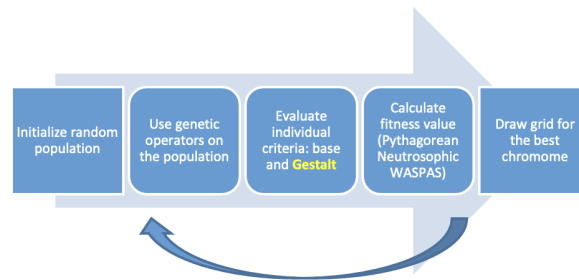 Initialize random
population
Use genetic
operators on
the population
Evaluate
individual
criteria: base
and Gestalt
Calculate
fitness value
(Pythagorean
Neutrosophic
WASPAS)
Draw grid for
the best
chromome